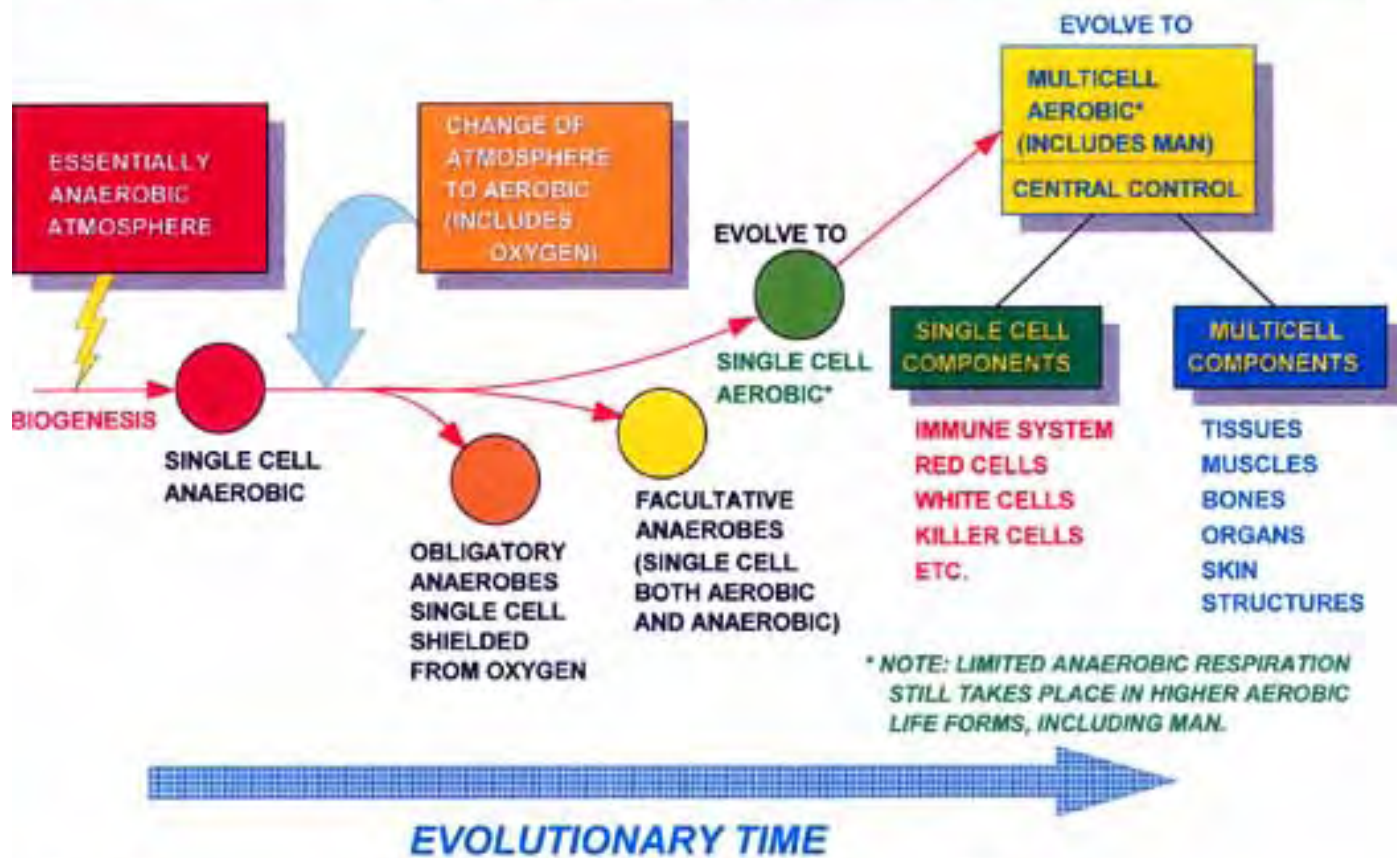 ESSENTIALLY
ANAEROBIC
ATMOSPHERE
BIOGENESIS
SINGLE CELL
ANAEROBIC
CHANGE OF
ATMOSPHERE
TO AEROBIC
(INCLUDES
OXYGEN)
OBLIGATORY
ANAEROBES
SINGLE CELL
SHIELDED
FROM OXYGEN
FACULTATIVE
ANAEROBES
(SINGLE CELL
BOTH AEROBIC
AND ANAEROBIC)
EVOLVE TO
SINGLE CELL
AEROBIC*
EVOLVE TO
MULTICELL
AEROBIC*
(INCLUDES MAN)
CENTRAL CONTROL
SINGLE CELL
COMPONENTS
IMMUNE SYSTEM
RED CELLS
WHITE CELLS
KILLER CELLS
ETC.
MULTICELL
COMPONENTS
TISSUES
MUSCLES
BONES
ORGANS
SKIN
STRUCTURES
* NOTE: LIMITED ANAEROBIC RESPIRATION
STILL TAKES PLACE IN HIGHER AEROBIC
LIFE FORMS, INCLUDING MAN.
EVOLUTIONARY TIME